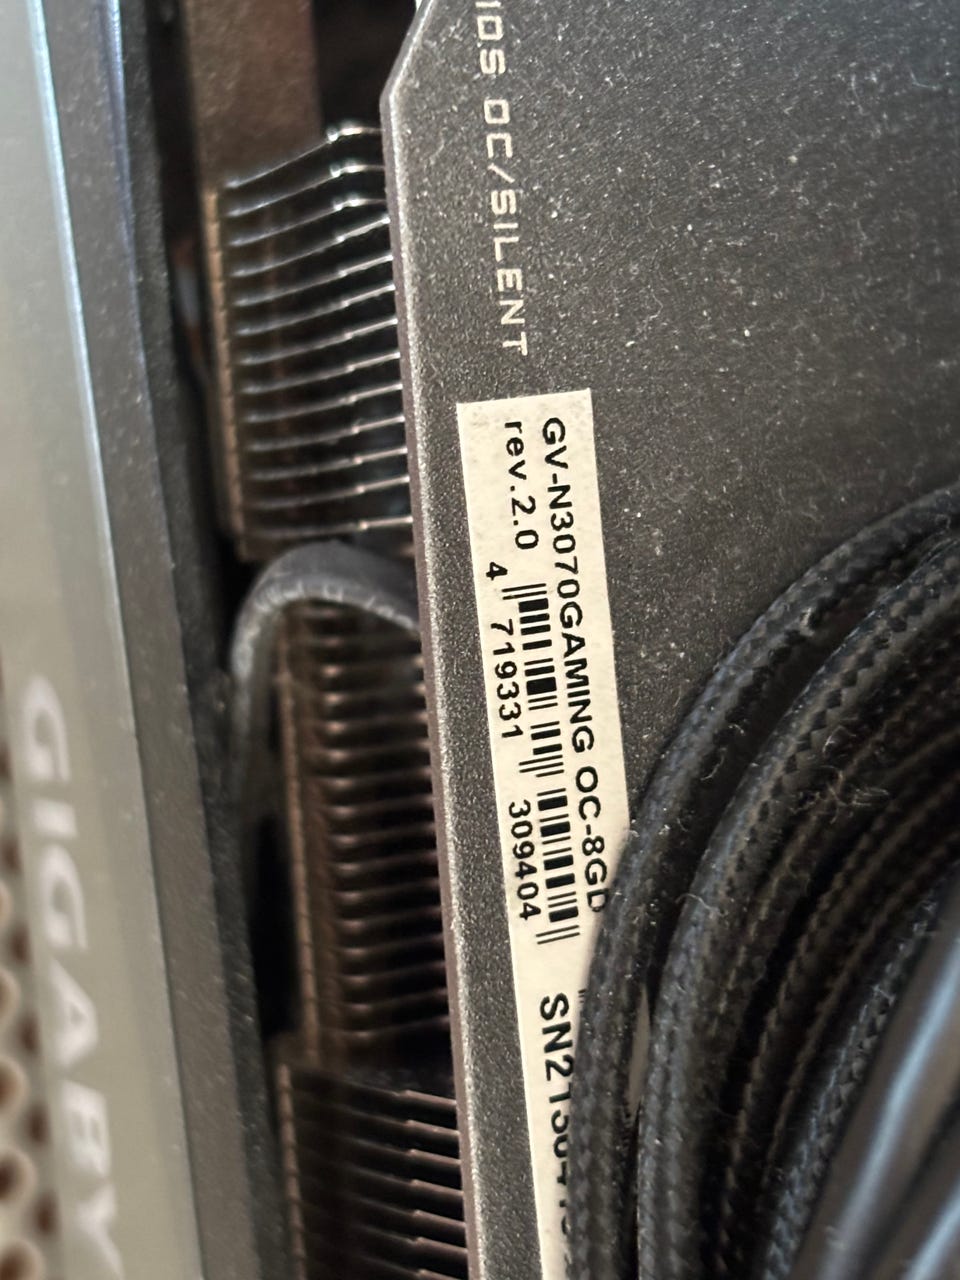 IOS OC/SILENT
GV-N3070GAMING OC-8GD
rev.2.0
4 719331 309404
GIGABY